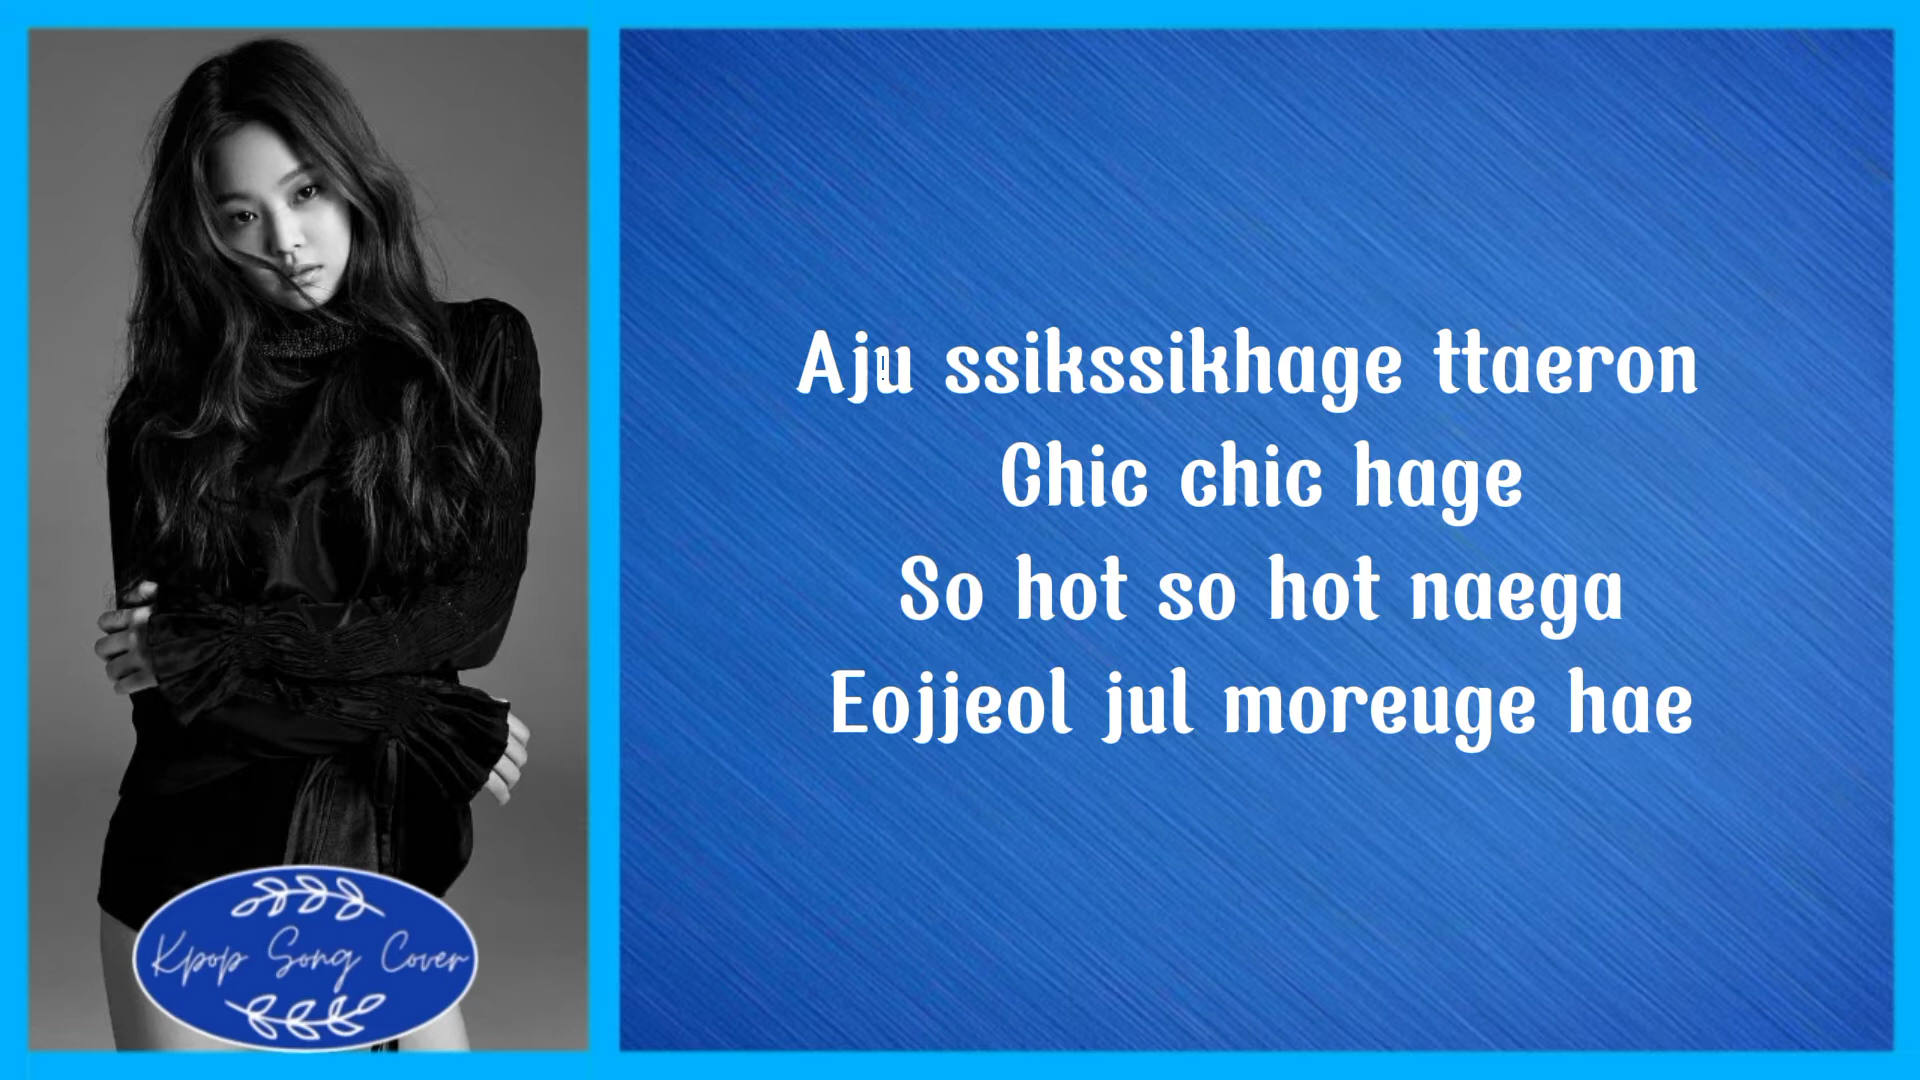 Aju ssikssikhage ttaeron
Chic chic hage
So hot so hot naega
Eojjeol jul moreuge hae
Kpop Song Cover